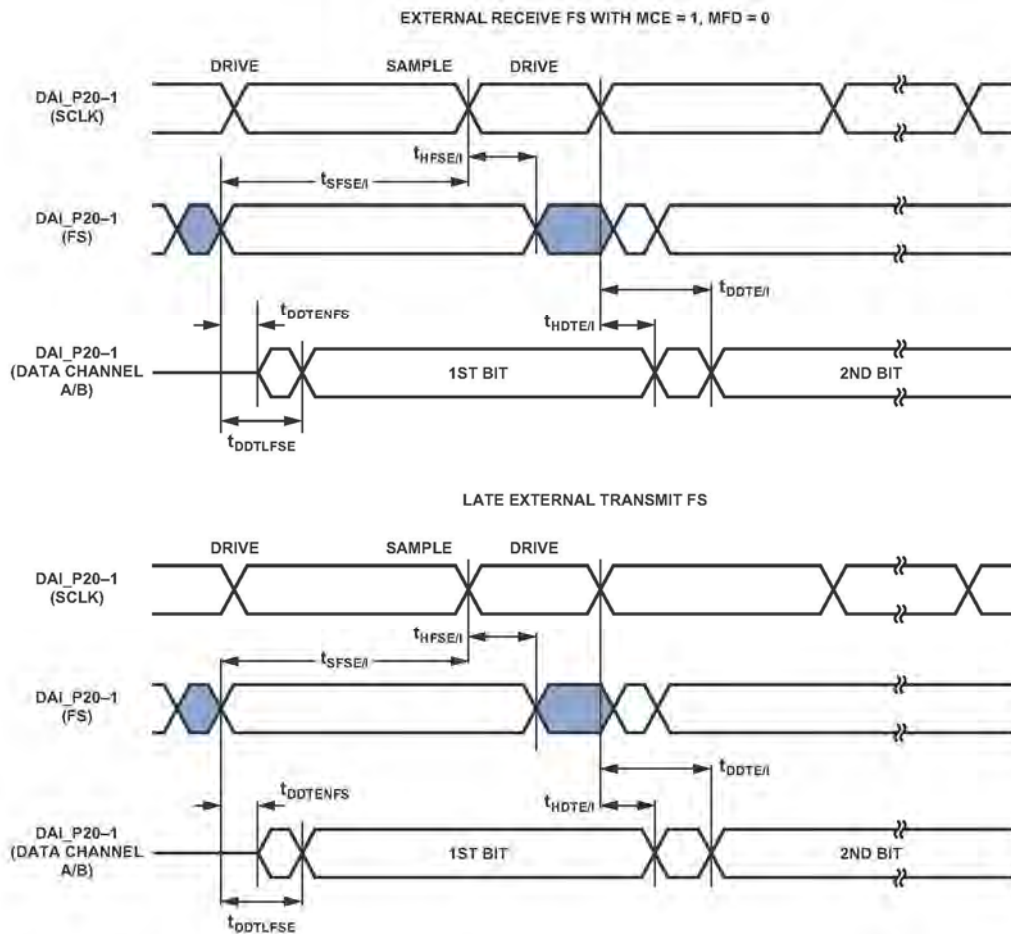 EXTERNAL RECEIVE FS WITH MCE = 1, MFD = 0
DRIVE SAMPLE DRIVE
DAI_P20–1
(SCLK)
tHFSE/I
tSFSE/I
DAI_P20–1
(FS)
tDDTE/I
tDDTENFS
tHDTE/I
DAI_P20–1
(DATA CHANNEL
A/B)
1ST BIT 2ND BIT
tDDTLFSE
LATE EXTERNAL TRANSMIT FS
DRIVE SAMPLE DRIVE
DAI_P20–1
(SCLK)
tHFSE/I
tSFSE/I
DAI_P20–1
(FS)
tDDTE/I
tDDTENFS
tHDTE/I
DAI_P20–1
(DATA CHANNEL
A/B)
1ST BIT 2ND BIT
tDDTLFSE